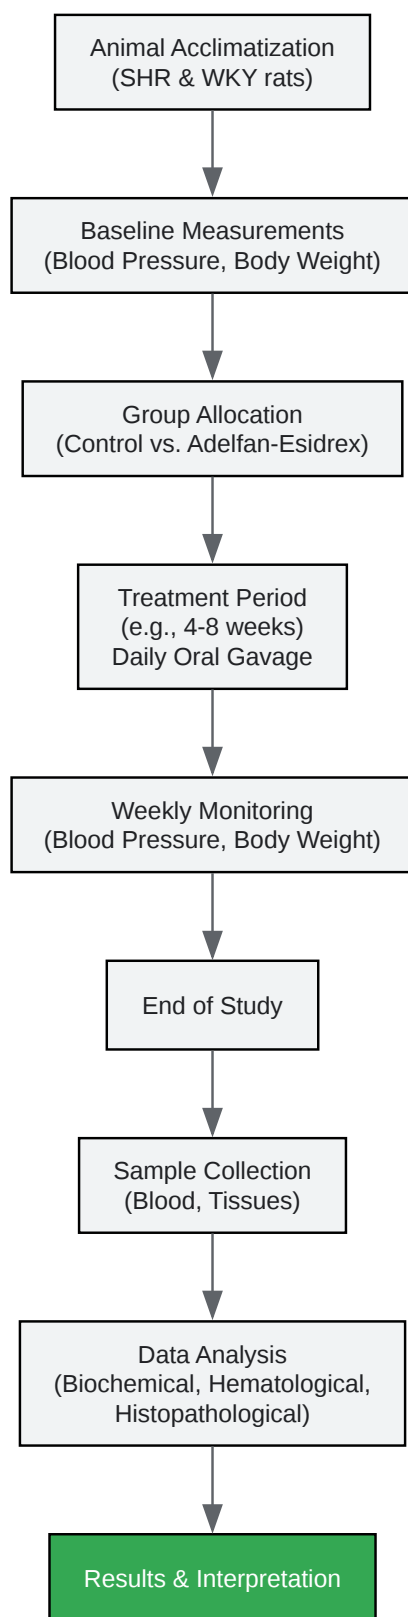 Animal Acclimatization
(SHR & WKY rats)
Baseline Measurements
(Blood Pressure, Body Weight)
Group Allocation
(Control vs. Adelfan-Esidrex)
Treatment Period
(e.g., 4-8 weeks)
Daily Oral Gavage
Weekly Monitoring
(Blood Pressure, Body Weight)
End of Study
Sample Collection
(Blood, Tissues)
Data Analysis
(Biochemical, Hematological,
Histopathological)
Results & Interpretation